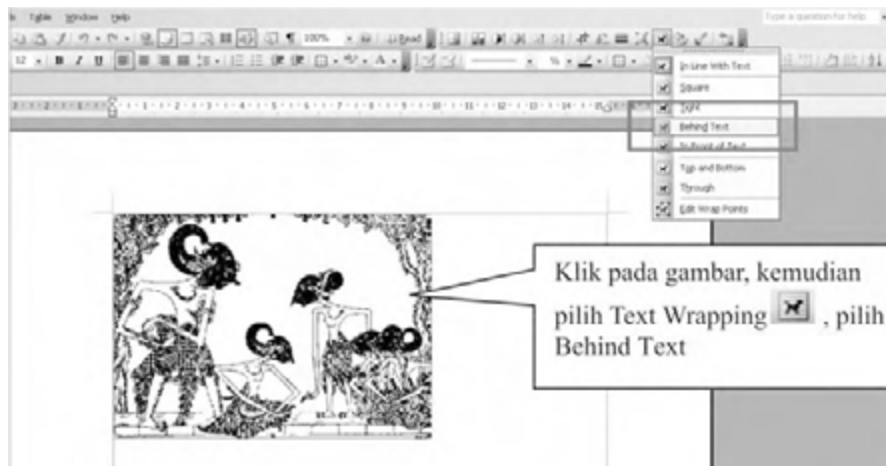 Table Window Help
Type a question for help
100% Read
12 B I U
In Line With Text
Square
Tight
Behind Text
In Front of Text
Top and Bottom
Through
Edit Wrap Points
Klik pada gambar, kemudian
pilih Text Wrapping , pilih
Behind Text